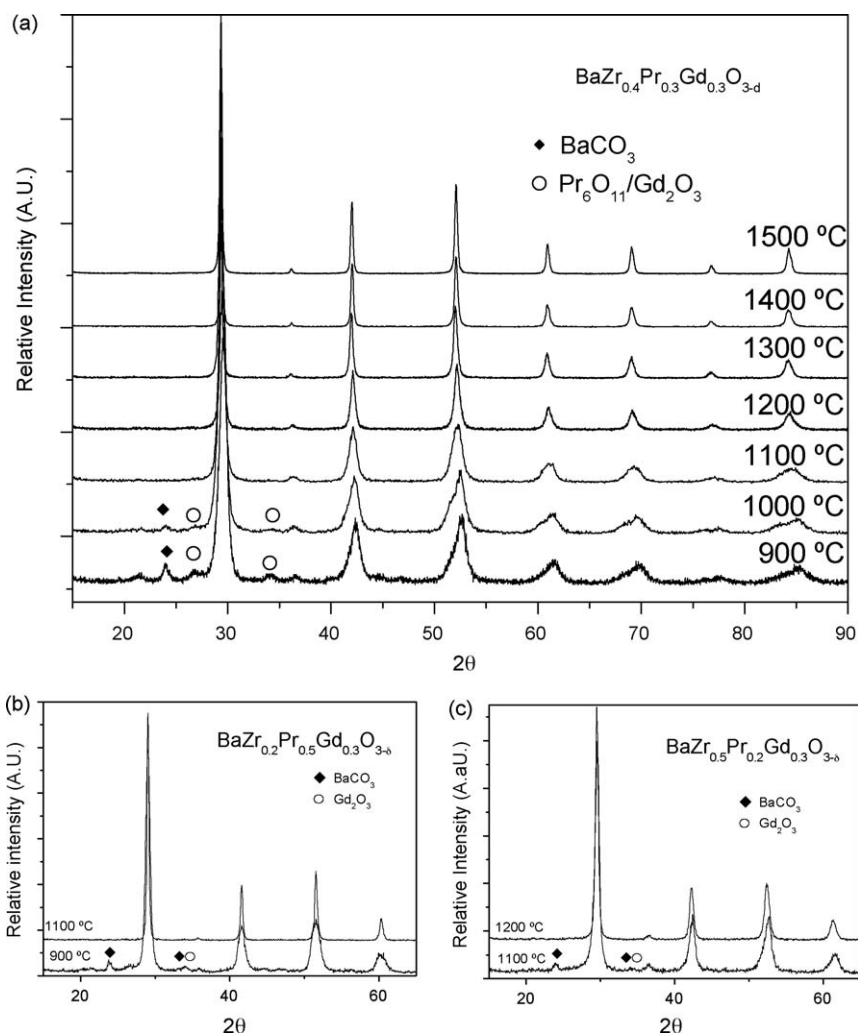 (a)
BaZr0.4Pr0.3Gd0.3O3-d
◆ BaCO3
○ Pr6O11/Gd2O3
1500 ºC
1400 ºC
1300 ºC
1200 ºC
1100 ºC
1000 ºC
900 ºC
Relative Intensity (A.U.)
20 30 40 50 60 70 80 90
2θ
(b)
BaZr0.2Pr0.5Gd0.3O3-δ
◆ BaCO3
○ Gd2O3
1100 ºC
900 ºC
Relative intensity (A.U.)
20 40 60
2θ
(c)
BaZr0.5Pr0.2Gd0.3O3-δ
◆ BaCO3
○ Gd2O3
1200 ºC
1100 ºC
Relative Intensity (A.aU.)
20 30 40 50 60
2θ